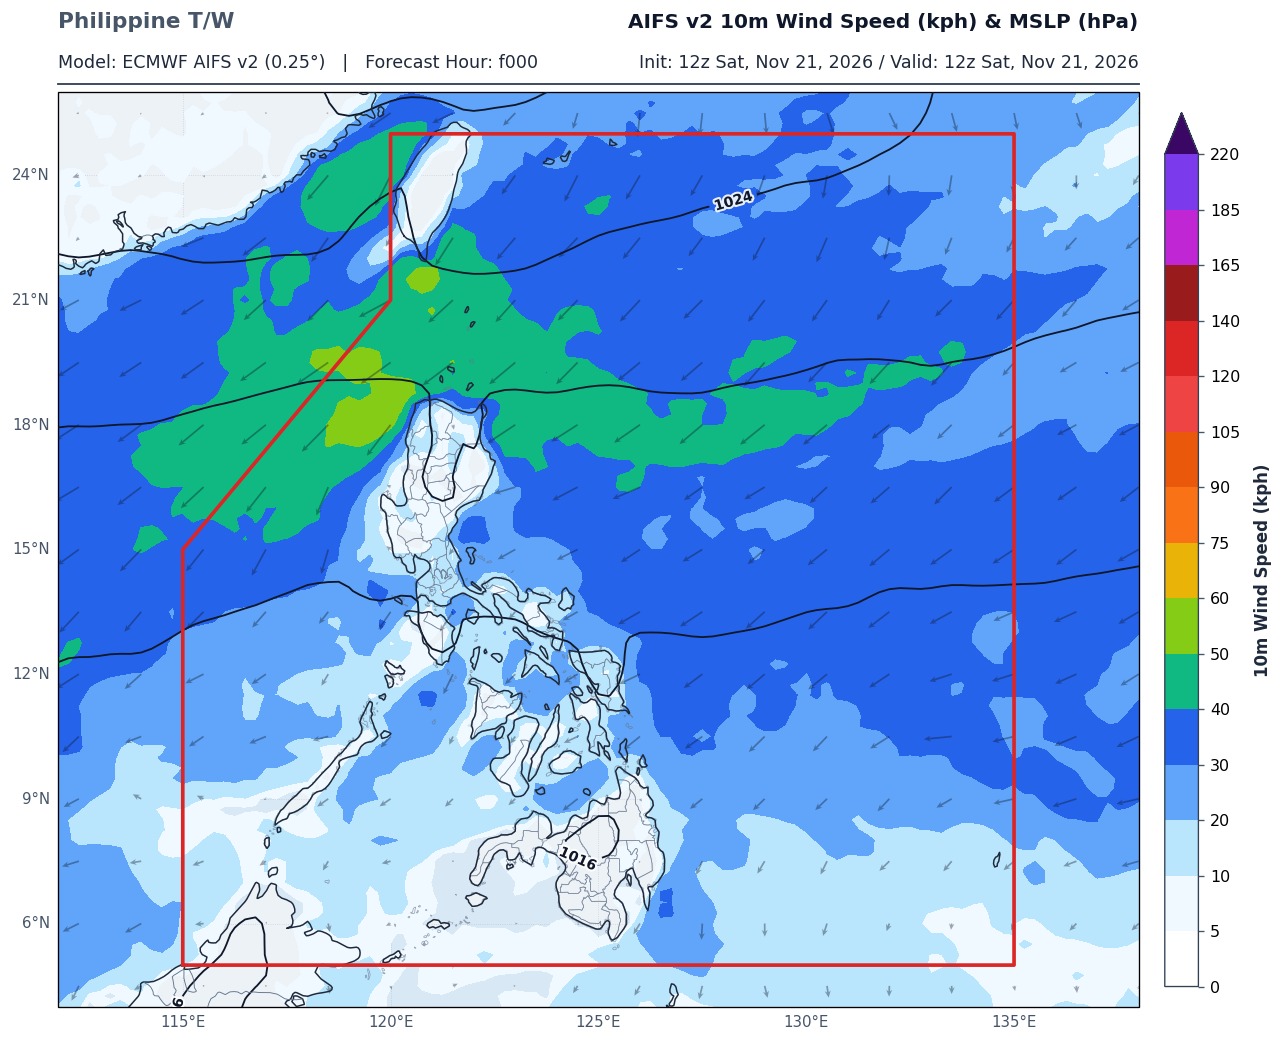 Philippine T/W
AIFS v2 10m Wind Speed (kph) & MSLP (hPa)
Model: ECMWF AIFS v2 (0.25°)   |   Forecast Hour: f000
Init: 12z Sat, Nov 21, 2026 / Valid: 12z Sat, Nov 21, 2026
24°N
21°N
18°N
15°N
12°N
9°N
6°N
115°E
120°E
125°E
130°E
135°E
1024
1016
6
220
185
165
140
120
105
90
75
60
50
40
30
20
10
5
0
10m Wind Speed (kph)